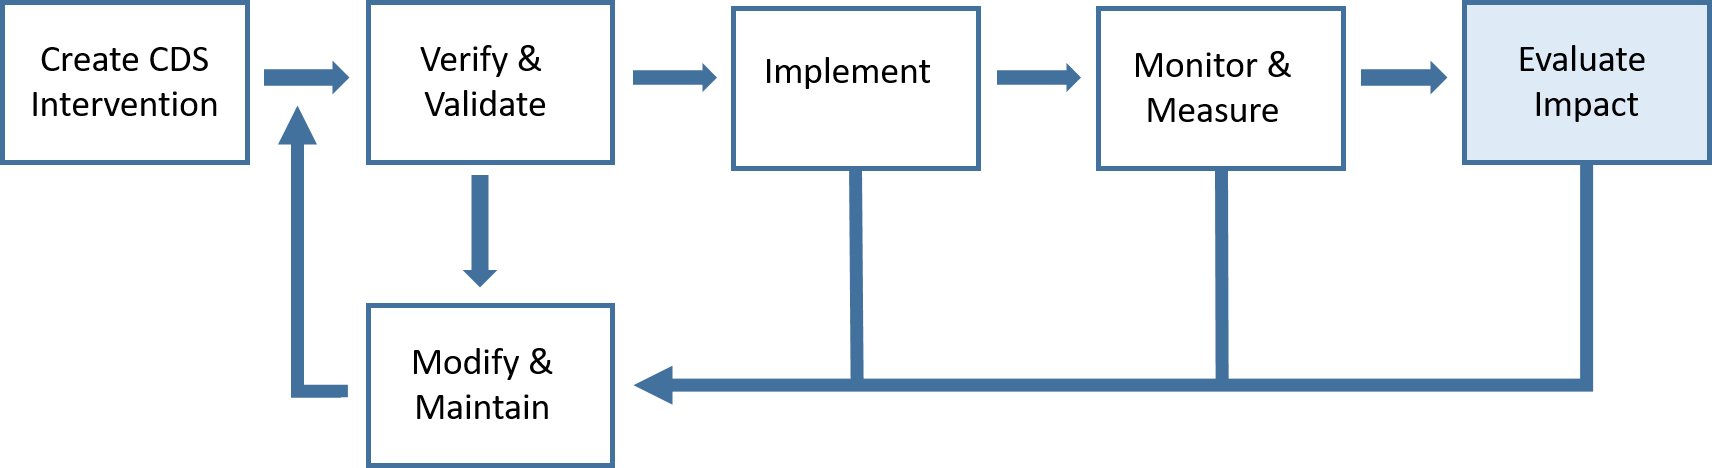 Create CDS
Intervention
Verify &
Validate
Implement
Monitor &
Measure
Evaluate
Impact
Modify &
Maintain